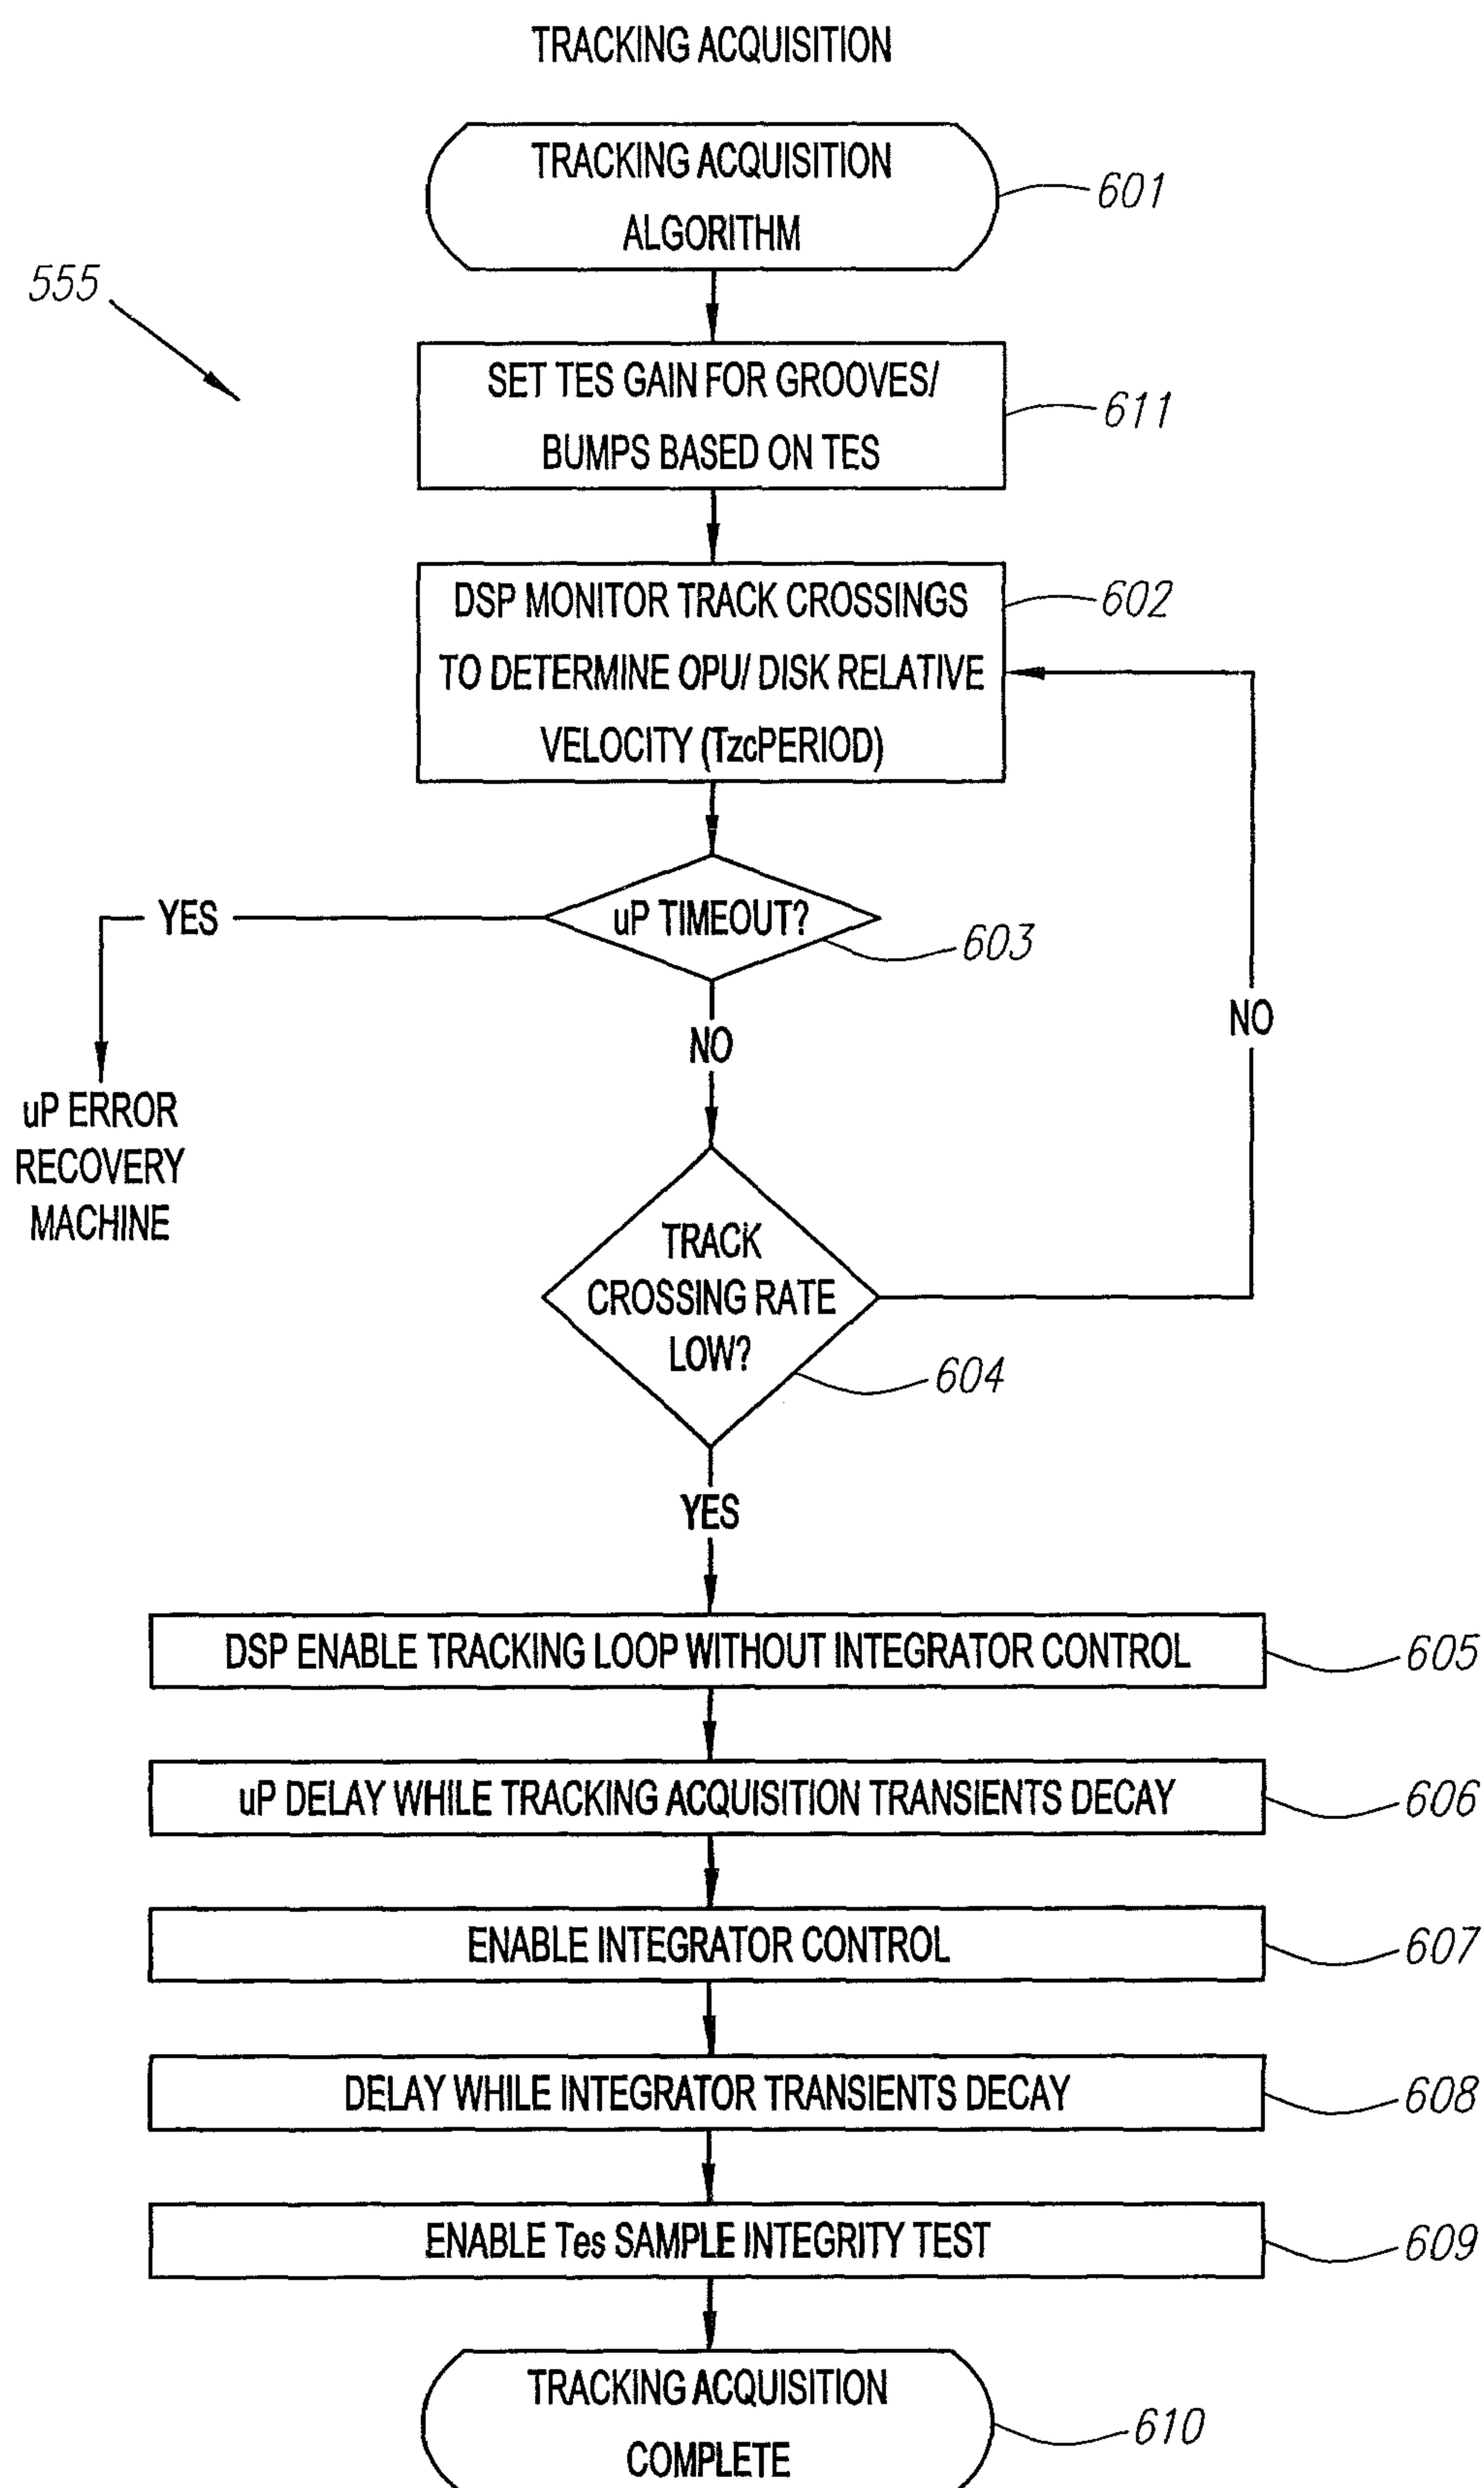 TRACKING ACQUISITION
TRACKING ACQUISITION
ALGORITHM
601
555
SET TES GAIN FOR GROOVES/
BUMPS BASED ON TES
611
DSP MONITOR TRACK CROSSINGS
TO DETERMINE OPU/ DISK RELATIVE
VELOCITY (TzcPERIOD)
602
uP TIMEOUT?
603
YES
uP ERROR
RECOVERY
MACHINE
NO
NO
TRACK
CROSSING RATE
LOW?
604
YES
DSP ENABLE TRACKING LOOP WITHOUT INTEGRATOR CONTROL
605
uP DELAY WHILE TRACKING ACQUISITION TRANSIENTS DECAY
606
ENABLE INTEGRATOR CONTROL
607
DELAY WHILE INTEGRATOR TRANSIENTS DECAY
608
ENABLE Tes SAMPLE INTEGRITY TEST
609
TRACKING ACQUISITION
COMPLETE
610